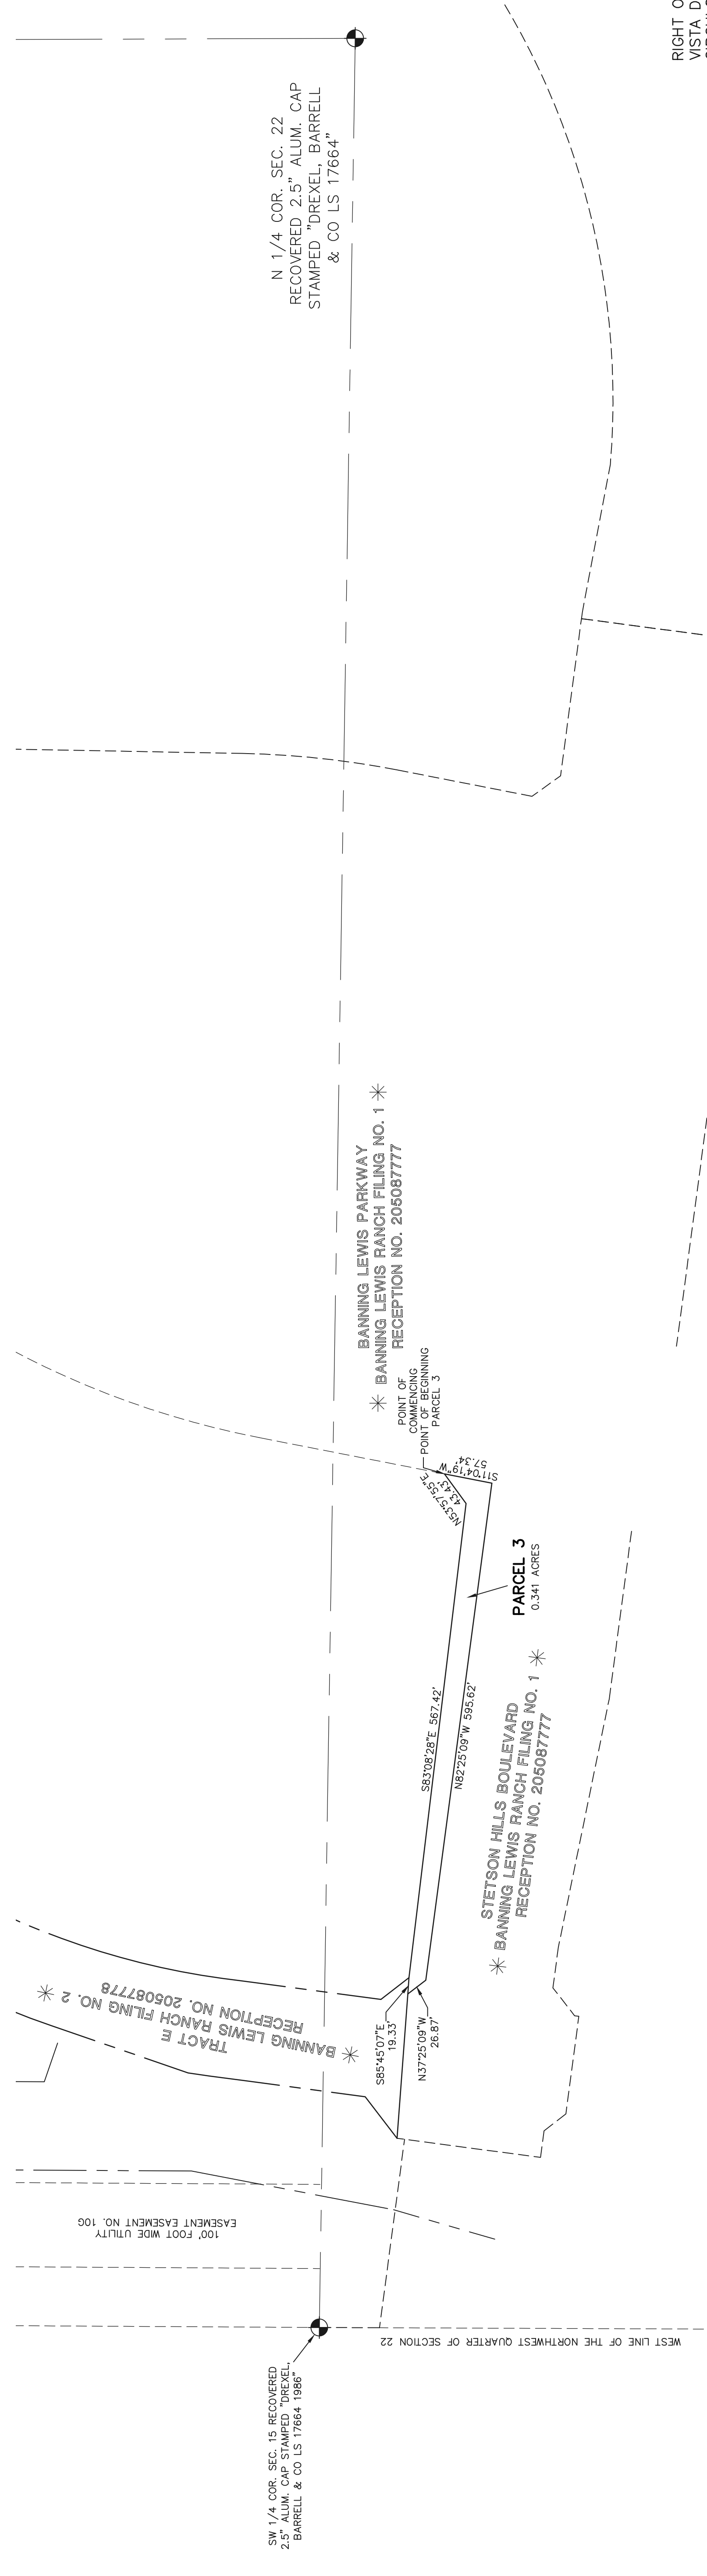 RIGHT O
VISTA D
N 1/4 COR. SEC. 22
RECOVERED 2.5" ALUM. CAP
STAMPED "DREXEL, BARRELL
& CO LS 17664"
BANNING LEWIS PARKWAY
* BANNING LEWIS RANCH FILING NO. 1 *
RECEPTION NO. 205087777
POINT OF
COMMENCING
POINT OF BEGINNING
PARCEL 3
N53°57'55"E
43.43'
S11°04'19"W
57.34'
PARCEL 3
0.341 ACRES
S83°08'28"E 567.42'
N82°25'09"W 595.62'
STETSON HILLS BOULEVARD
* BANNING LEWIS RANCH FILING NO. 1 *
RECEPTION NO. 205087777
TRACT E
* BANNING LEWIS RANCH FILING NO. 2 *
RECEPTION NO. 205087778
S85°45'07"E
19.33'
N37°25'09"W
26.87'
100' FOOT WIDE UTILITY
EASEMENT EASEMENT NO. 10G
WEST LINE OF THE NORTHWEST QUARTER OF SECTION 22
SW 1/4 COR. SEC. 15 RECOVERED
2.5" ALUM. CAP STAMPED "DREXEL,
BARRELL & CO LS 17664 1986"